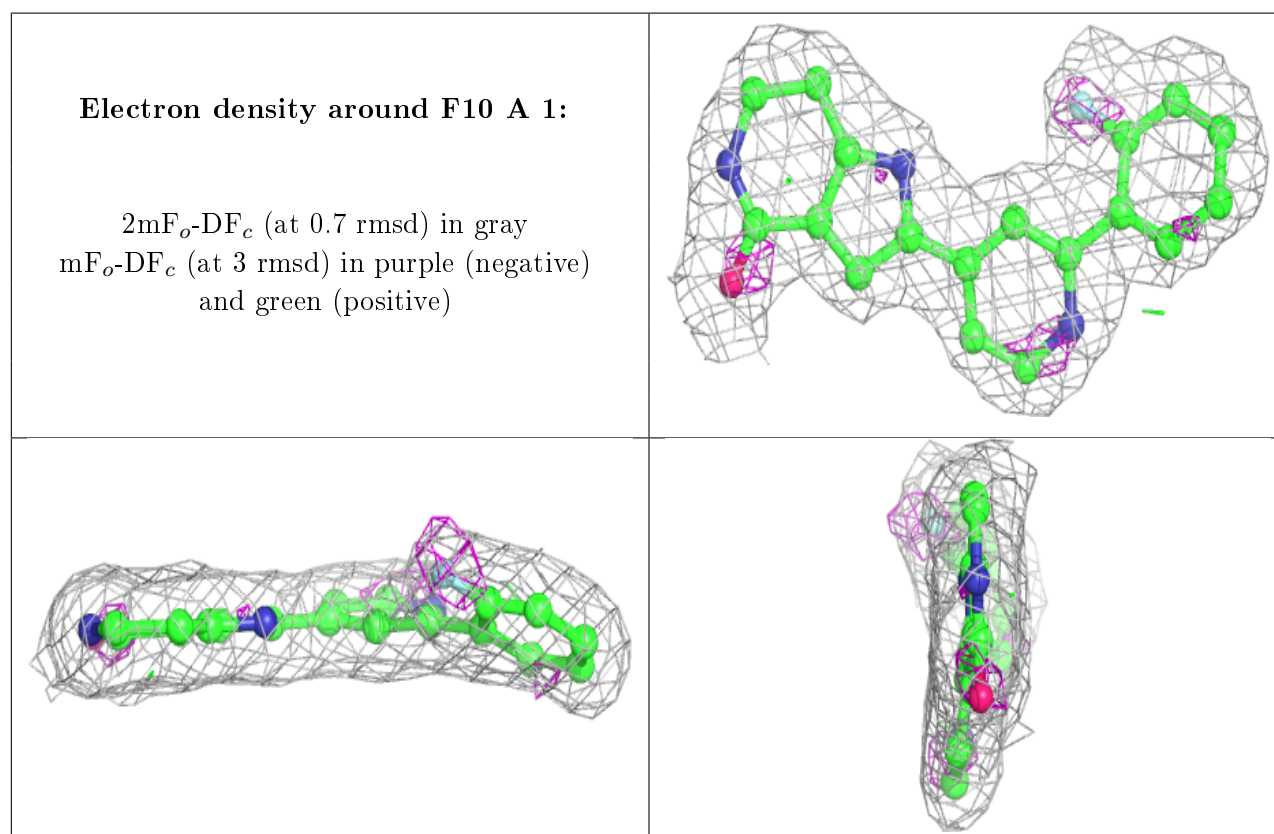 Electron density around F10 A 1:
2mFₒ-DF𝒸 (at 0.7 rmsd) in gray
mFₒ-DF𝒸 (at 3 rmsd) in purple (negative)
and green (positive)